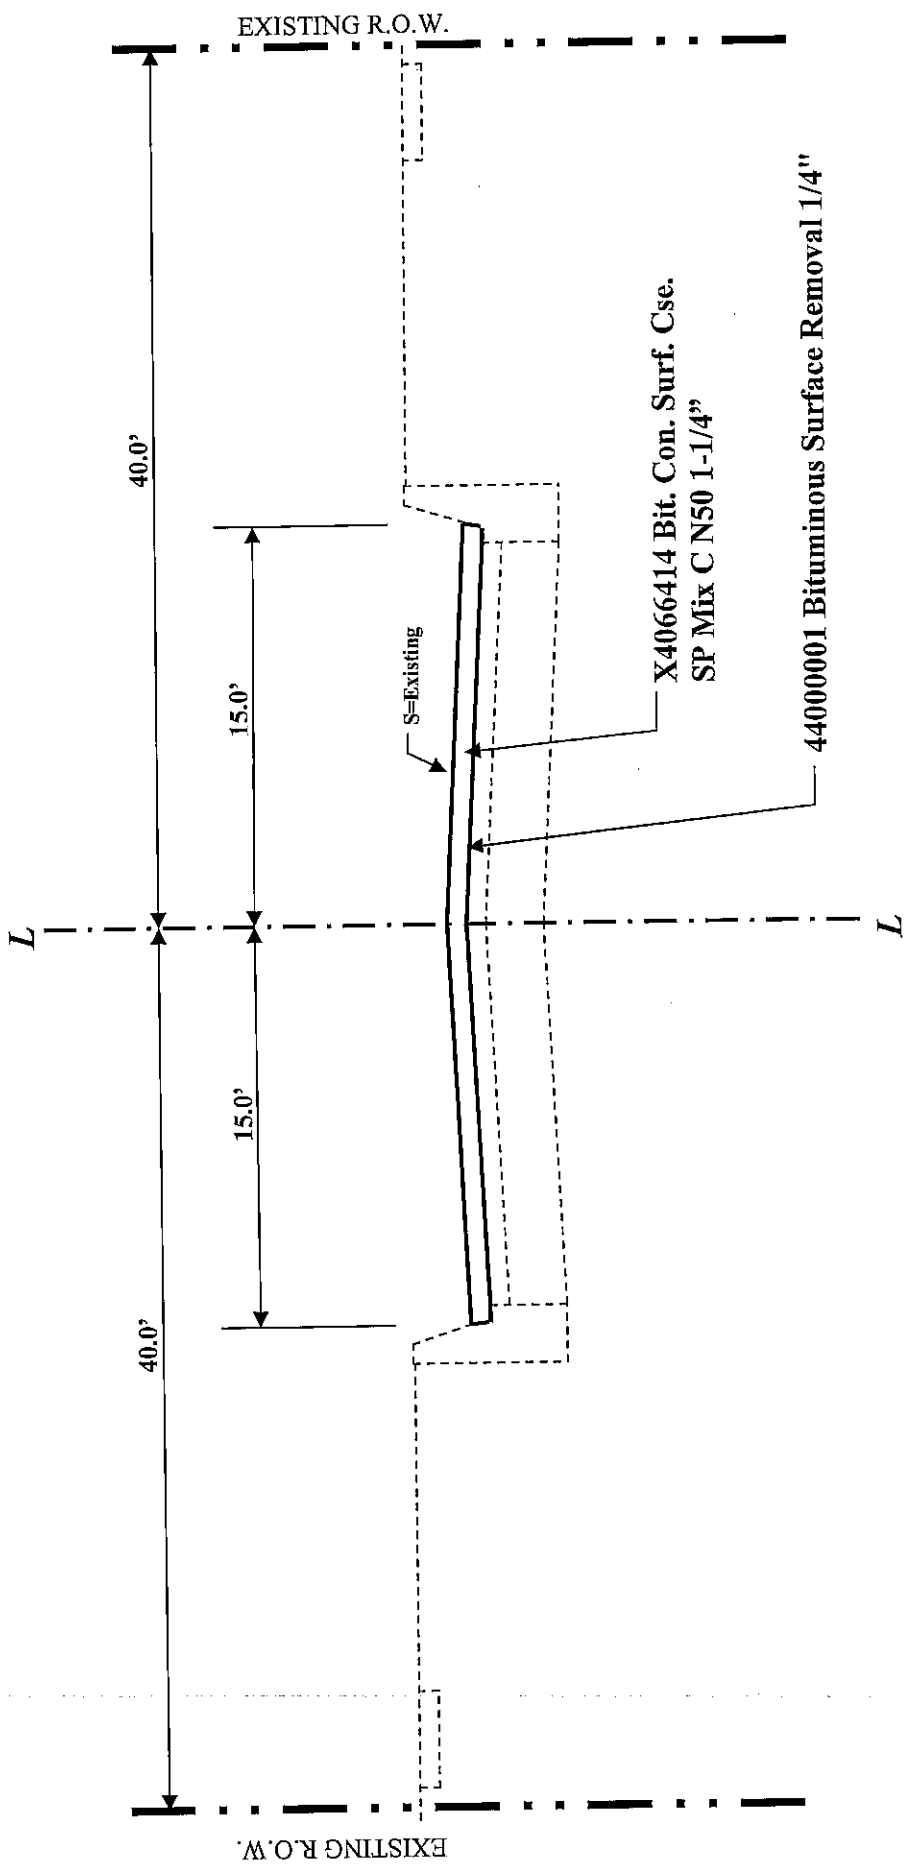 EXISTING R.O.W.
EXISTING R.O.W.
L
40.0’
40.0’
15.0’
15.0’
S=Existing
X4066414 Bit. Con. Surf. Cse.
SP Mix C N50 1-1/4”
44000001 Bituminous Surface Removal 1/4"
L